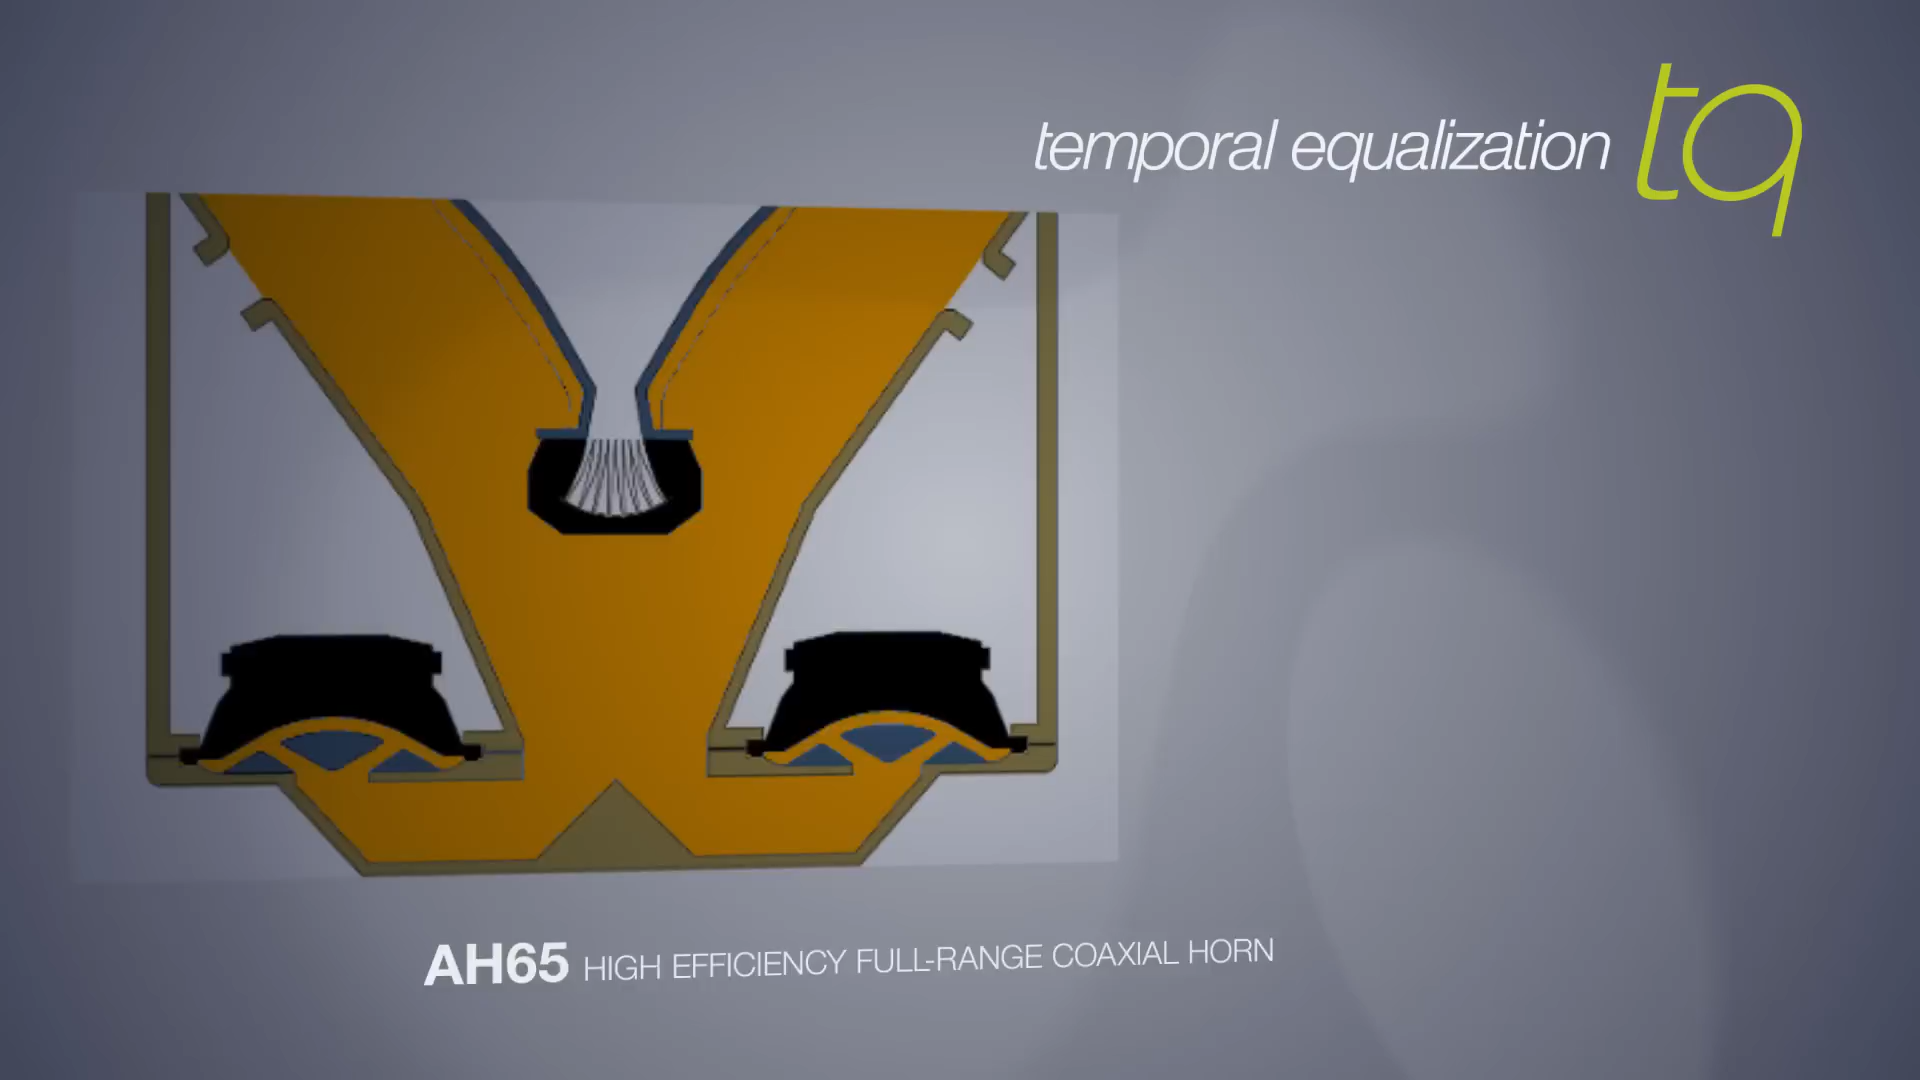 temporal equalization tq
AH65 HIGH EFFICIENCY FULL-RANGE COAXIAL HORN